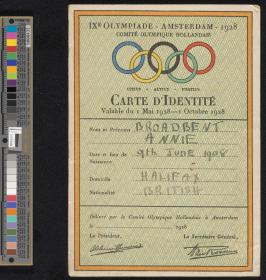 IXᴱ OLYMPIADE - AMSTERDAM - 1928
COMITÉ OLYMPIQUE HOLLANDAIS
CITIUS - ALTIUS - FORTIUS
CARTE D'IDENTITÉ
Valable du 1 Mai 1928—1 Octobre 1928
Nom et Prénoms BROADBENT
ANNIE
Date et lieu de 9th JUNE 1908
Naissance
Domicile HALIFAX
Nationalité BRITISH
Délivré par le Comité Olympique Hollandais à Amsterdam
1928
Le Président, Le Secrétaire Général,